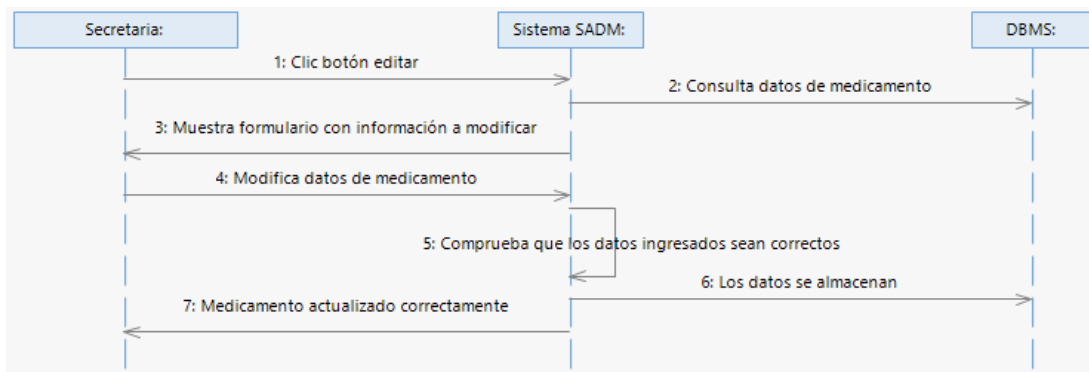 Secretaria:
Sistema SADM:
DBMS:
1: Clic botón editar
2: Consulta datos de medicamento
3: Muestra formulario con información a modificar
4: Modifica datos de medicamento
5: Comprueba que los datos ingresados sean correctos
6: Los datos se almacenan
7: Medicamento actualizado correctamente